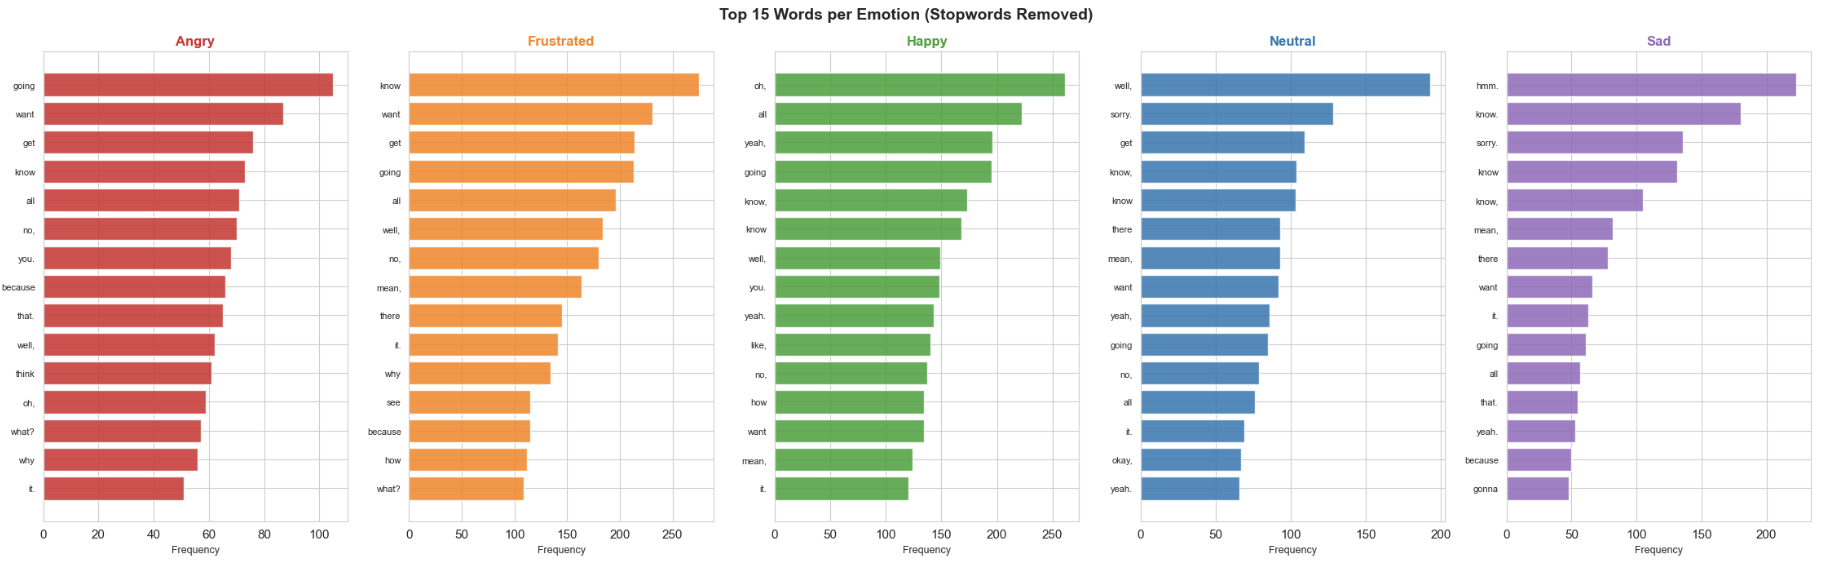 Top 15 Words per Emotion (Stopwords Removed)
Angry
going
want
get
know
all
no,
you.
because
that.
well,
think
oh,
what?
why
it.
0 20 40 60 80 100
Frequency
Frustrated
know
want
get
going
all
well,
no,
mean,
there
it.
why
see
because
how
what?
0 50 100 150 200 250
Frequency
Happy
oh,
all
yeah,
going
know,
know
well,
you.
yeah.
like,
no,
how
want
mean,
it.
0 50 100 150 200 250
Frequency
Neutral
well,
sorry.
get
know,
know
there
mean,
want
yeah,
going
no,
all
it.
okay,
yeah.
0 50 100 150 200
Frequency
Sad
hmm.
know.
sorry.
know
know,
mean,
there
want
it.
going
all
that.
yeah.
because
gonna
0 50 100 150 200
Frequency